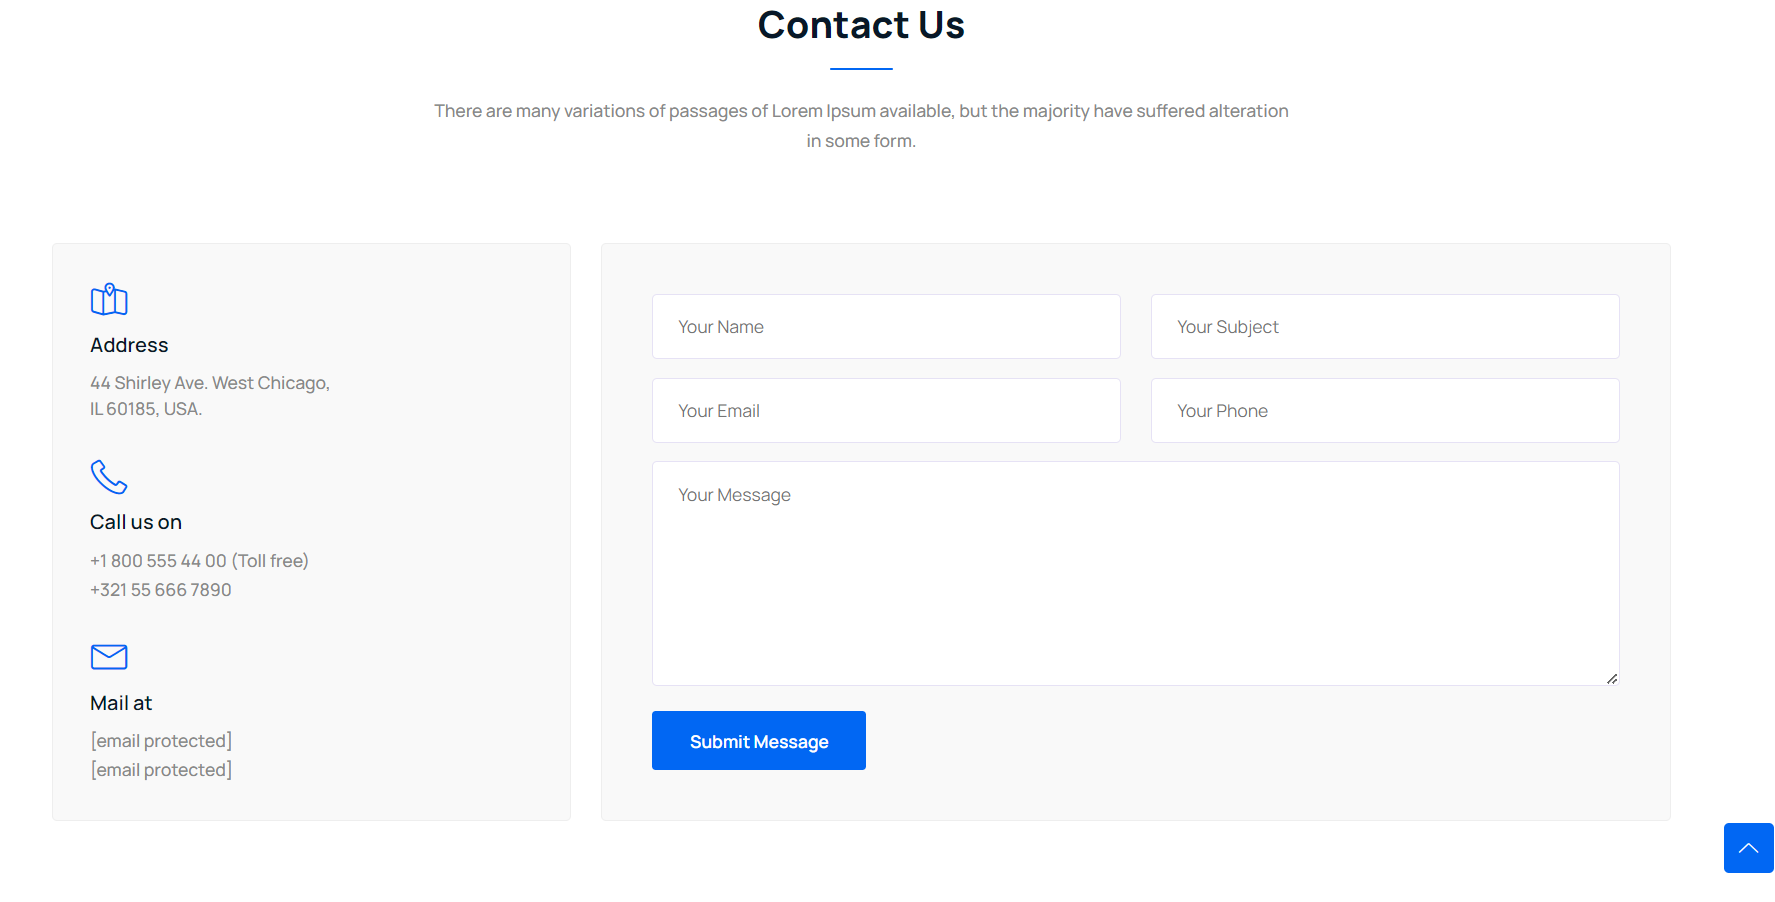 Contact Us
There are many variations of passages of Lorem Ipsum available, but the majority have suffered alteration
in some form.
Address
44 Shirley Ave. West Chicago,
IL 60185, USA.
Call us on
+1 800 555 44 00 (Toll free)
+321 55 666 7890
Mail at
[email protected]
[email protected]
Your Name
Your Subject
Your Email
Your Phone
Your Message
Submit Message